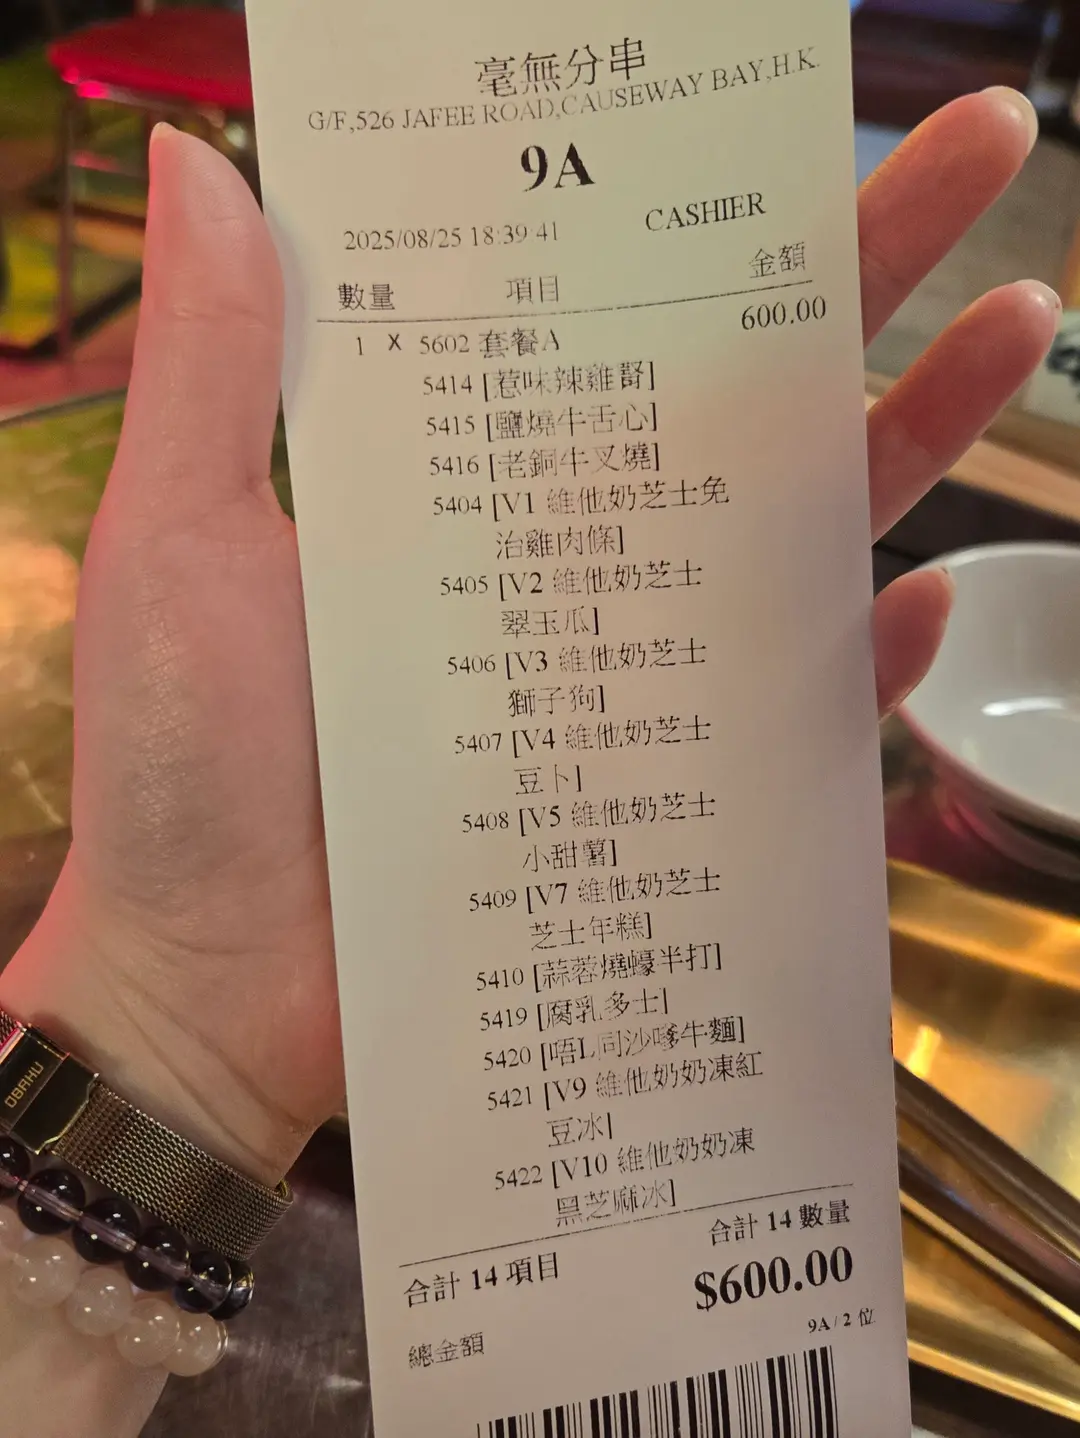 毫無分串
G/F,526 JAFEE ROAD,CAUSEWAY BAY,H.K.
9A
2025/08/25 18:39:41 CASHIER
數量 項目 金額
1 X 5602 套餐A 600.00
5414 [惹味辣雞腎]
5415 [鹽燒牛舌心]
5416 [老銅牛叉燒]
5404 [V1 維他奶芝士免
治雞肉條]
5405 [V2 維他奶芝士
翠玉瓜]
5406 [V3 維他奶芝士
獅子狗]
5407 [V4 維他奶芝士
豆卜]
5408 [V5 維他奶芝士
小甜薯]
5409 [V7 維他奶芝士
芝士年糕]
5410 [蒜蓉燒蠔半打]
5419 [腐乳多士]
5420 [唔L同沙嗲牛麵]
5421 [V9 維他奶奶凍紅
豆冰]
5422 [V10 維他奶奶凍
黑芝麻冰]
合計 14 項目 合計 14 數量
總金額 $600.00
9A / 2 位
OBAKU